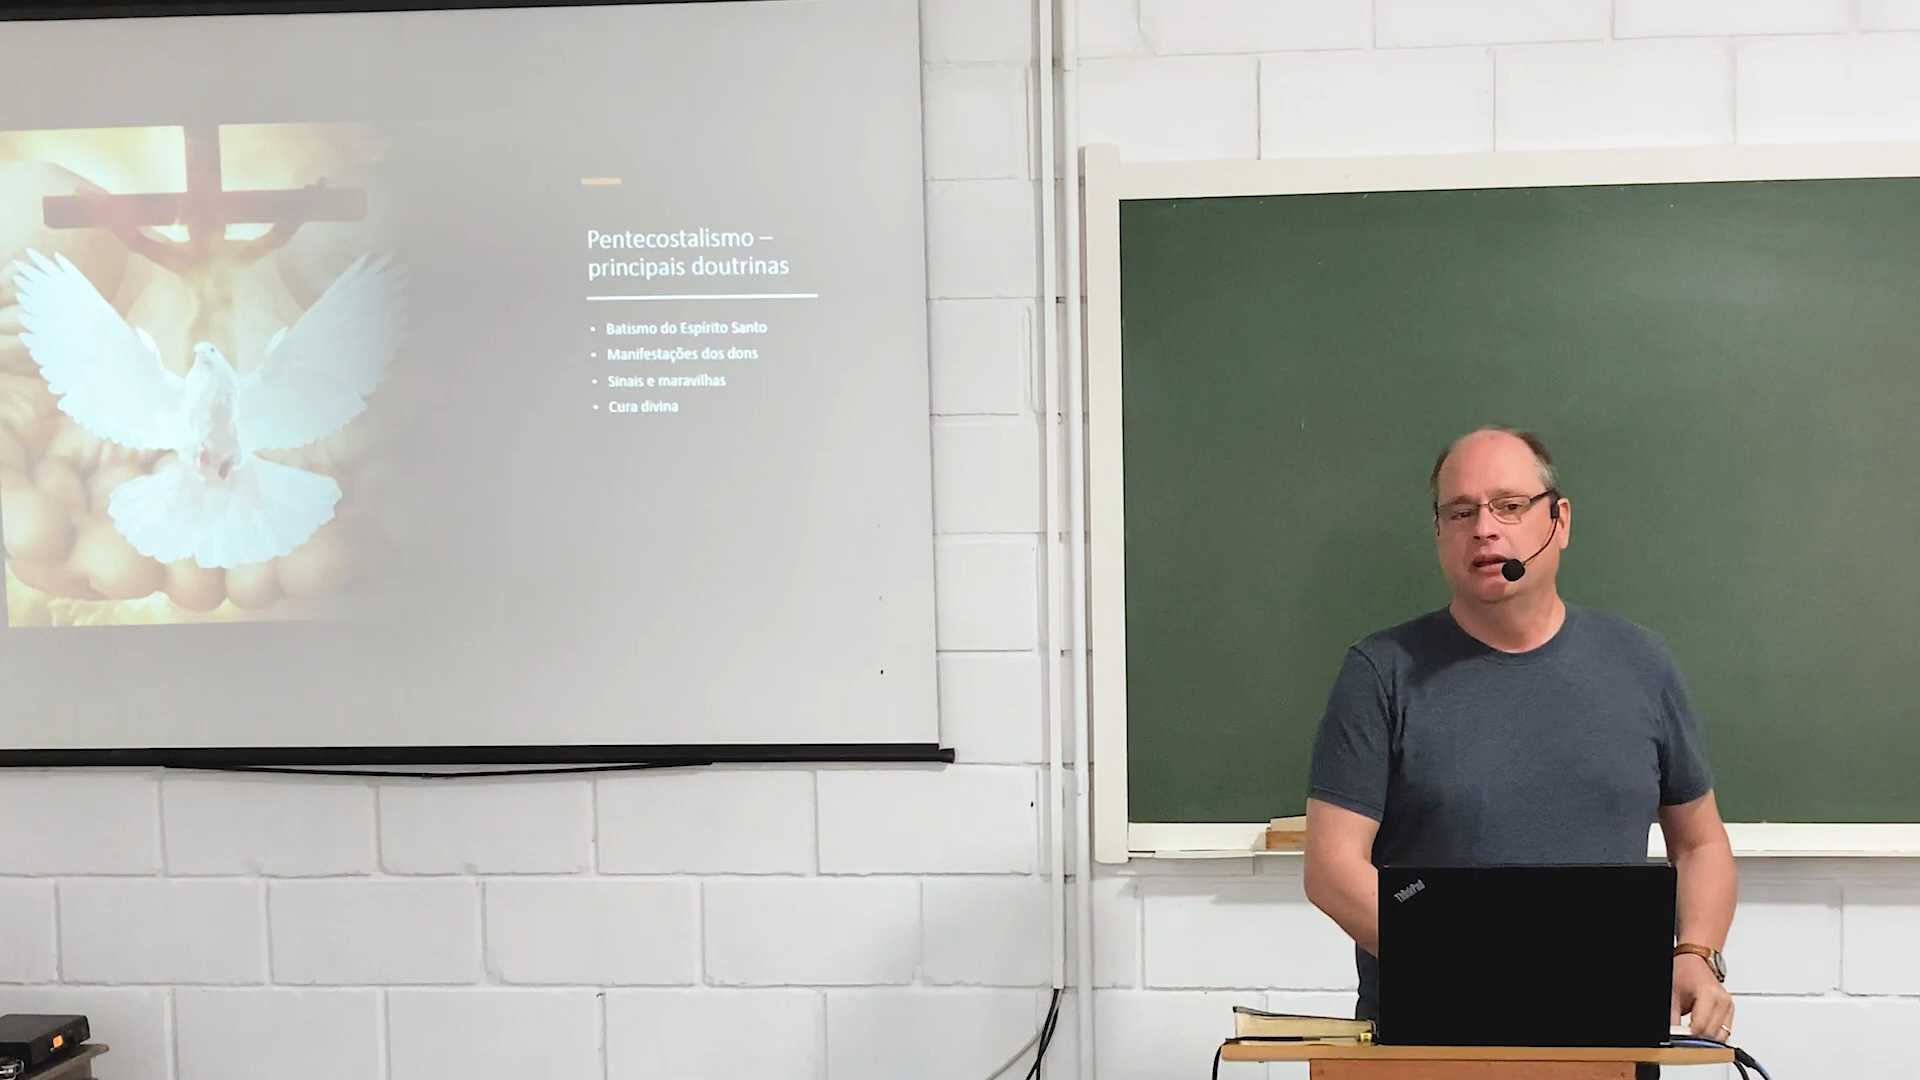 Pentecostalismo –
principais doutrinas
• Batismo do Espírito Santo
• Manifestações dos dons
• Sinais e maravilhas
• Cura divina
ThinkPad